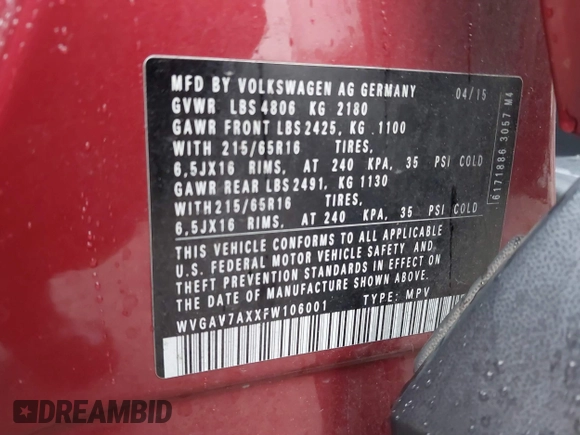 MFD BY VOLKSWAGEN AG GERMANY 04/15
GVWR LBS 4806 KG 2180
GAWR FRONT LBS 2425, KG .1100
WITH 215/65R16 TIRES,
6,5JX16 RIMS, AT 240 KPA, 35 PSI COLD
GAWR REAR LBS 2491, KG 1130
WITH215/65R16 TIRES,
6,5JX16 RIMS, AT 240 KPA, 35 PSI COLD
THIS VEHICLE CONFORMS TO ALL APPLICABLE
U.S. FEDERAL MOTOR VEHICLE SAFETY AND
THEFT PREVENTION STANDARDS IN EFFECT ON
THE DATE OF MANUFACTURE SHOWN ABOVE.
WVGAV7AXXFW106001 TYPE: MPV
6171886 3057 M4
DREAMBID